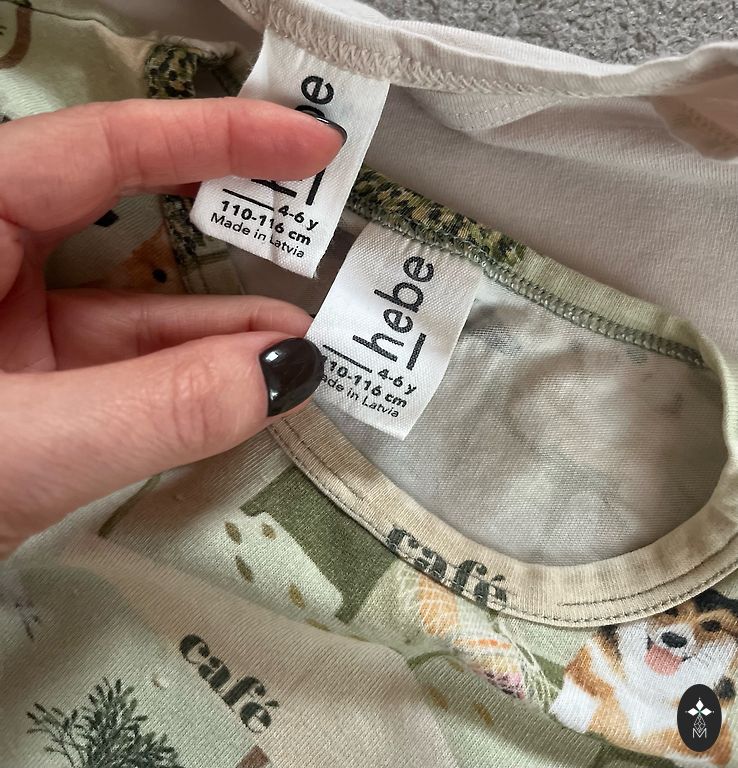 4-6 y
110-116 cm
Made in Latvia
hebe
4-6 y
110-116 cm
Made in Latvia
café
café
M